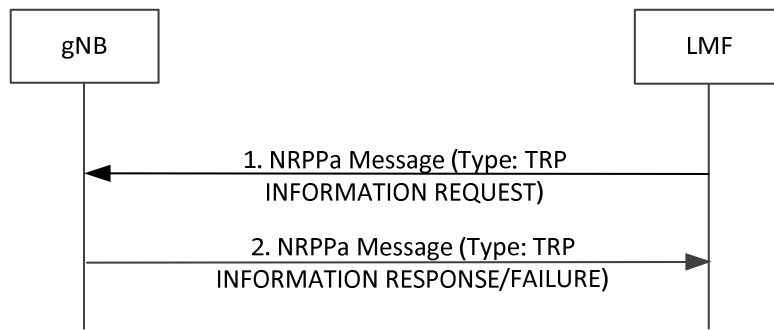 gNB
LMF
1. NRPPa Message (Type: TRP
INFORMATION REQUEST)
2. NRPPa Message (Type: TRP
INFORMATION RESPONSE/FAILURE)